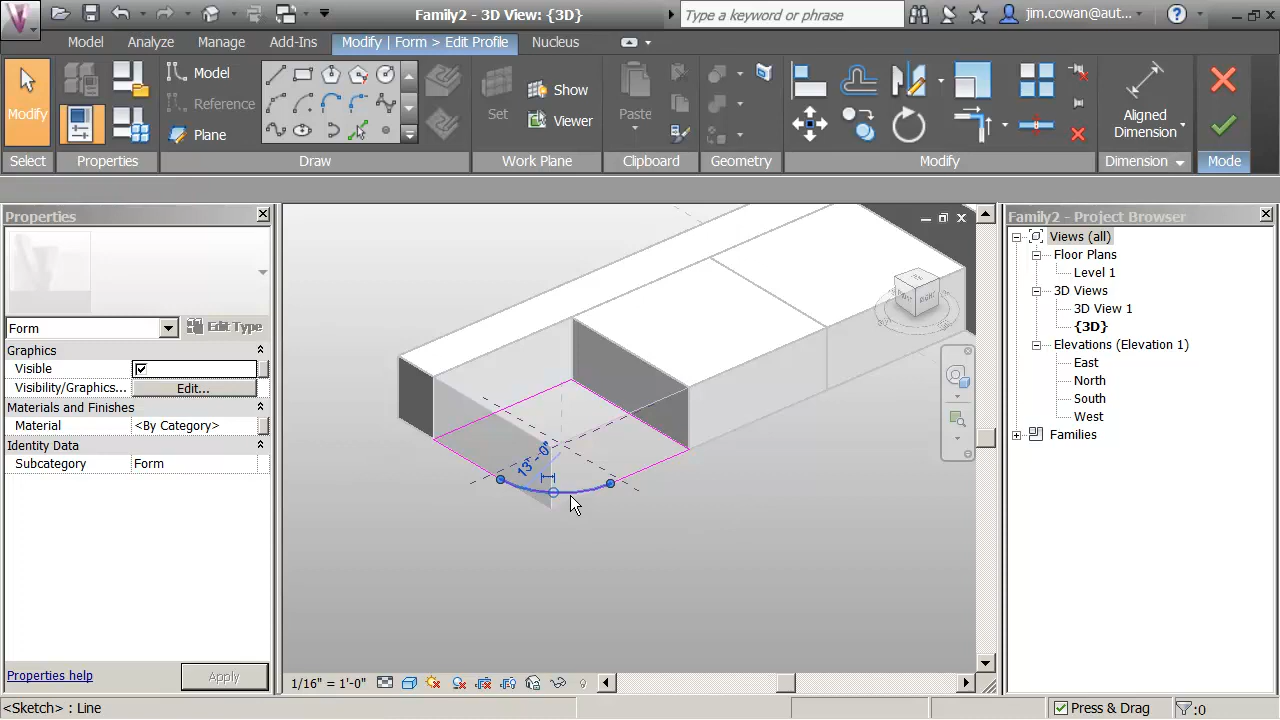 Family2 - 3D View: {3D}
Type a keyword or phrase
jim.cowan@aut...
Model
Analyze
Manage
Add-Ins
Modify | Form > Edit Profile
Nucleus
Modify
Model
Reference
Plane
Set
Show
Viewer
Paste
Aligned
Dimension
Select
Properties
Draw
Work Plane
Clipboard
Geometry
Modify
Dimension
Mode
Properties
Form
Edit Type
Graphics
Visible
Visibility/Graphics...
Edit...
Materials and Finishes
Material
<By Category>
Identity Data
Subcategory
Form
Properties help
Apply
13' - 0"
RIGHT
1/16" = 1'-0"
Family2 - Project Browser
Views (all)
Floor Plans
Level 1
3D Views
3D View 1
{3D}
Elevations (Elevation 1)
East
North
South
West
Families
<Sketch> : Line
Press & Drag
:0